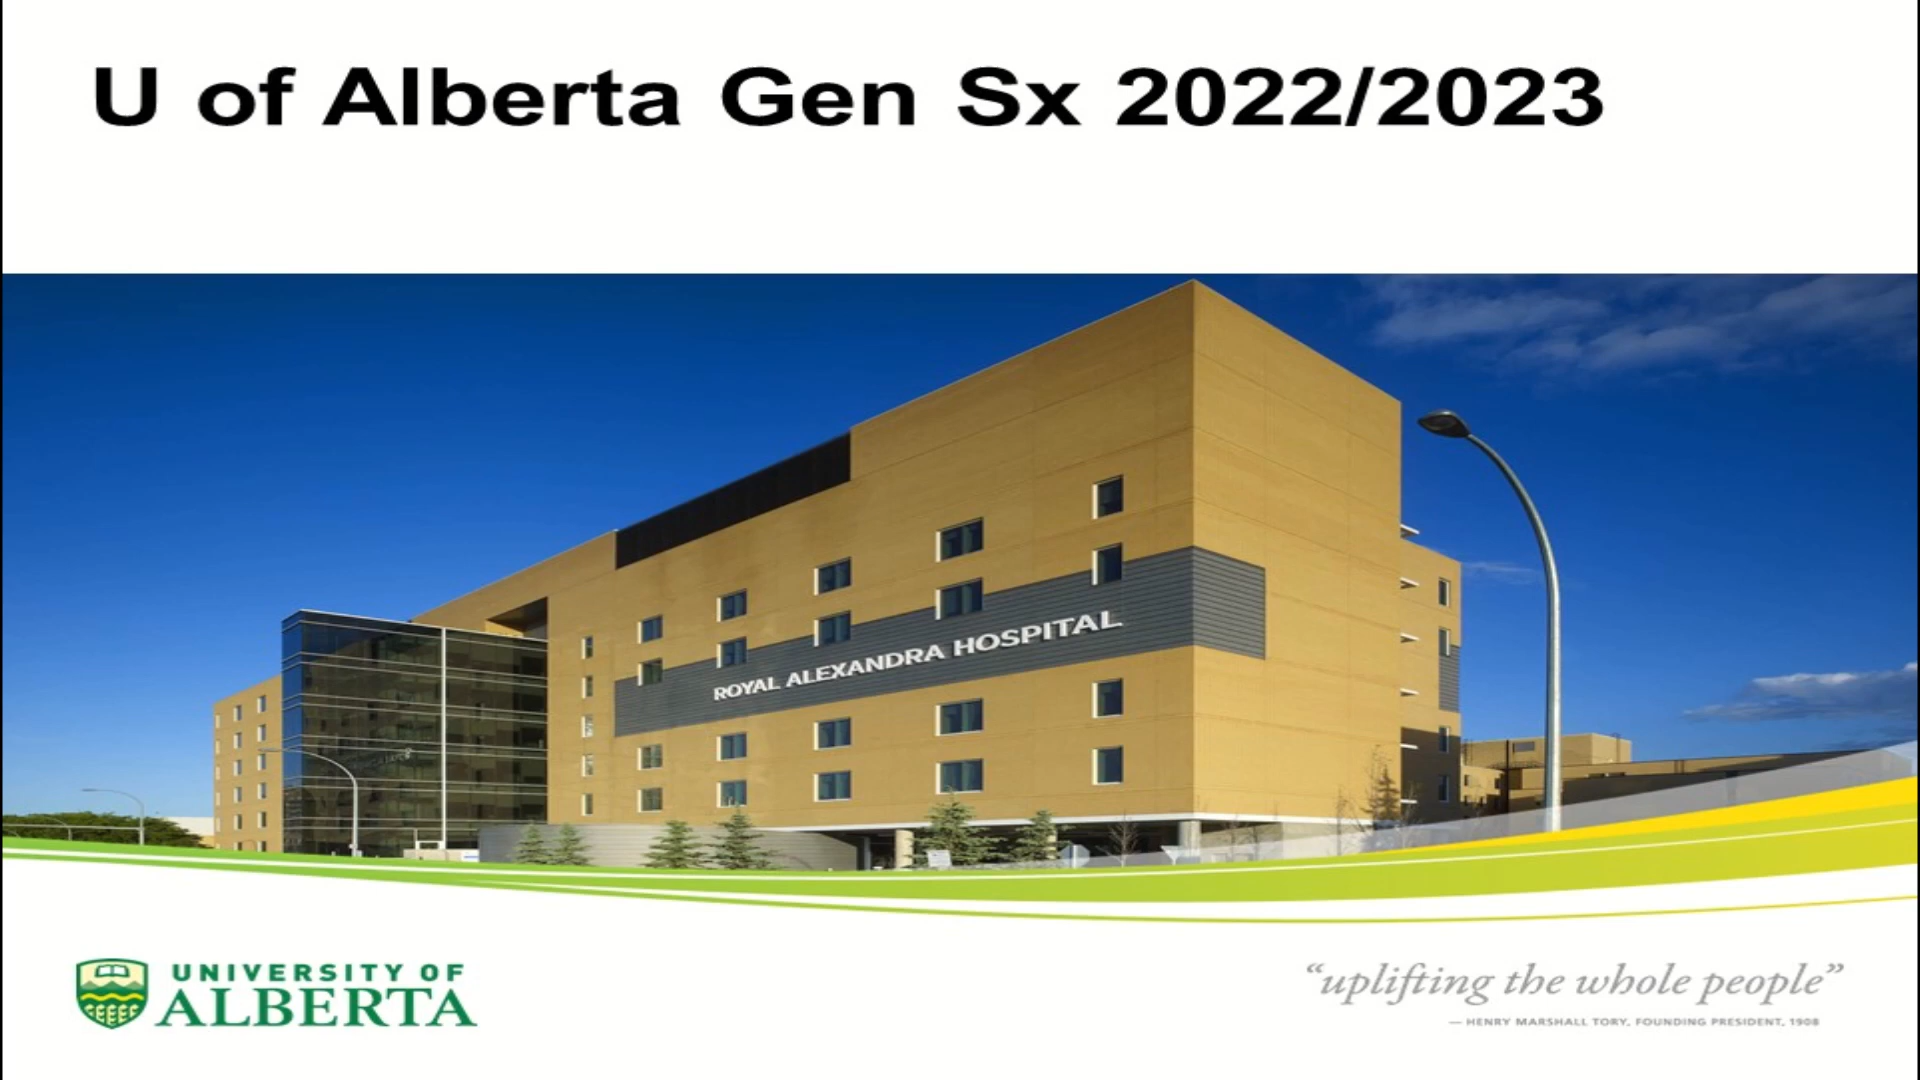 U of Alberta Gen Sx 2022/2023
ROYAL ALEXANDRA HOSPITAL
UNIVERSITY OF
ALBERTA
“uplifting the whole people”
— HENRY MARSHALL TORY, FOUNDING PRESIDENT, 1908